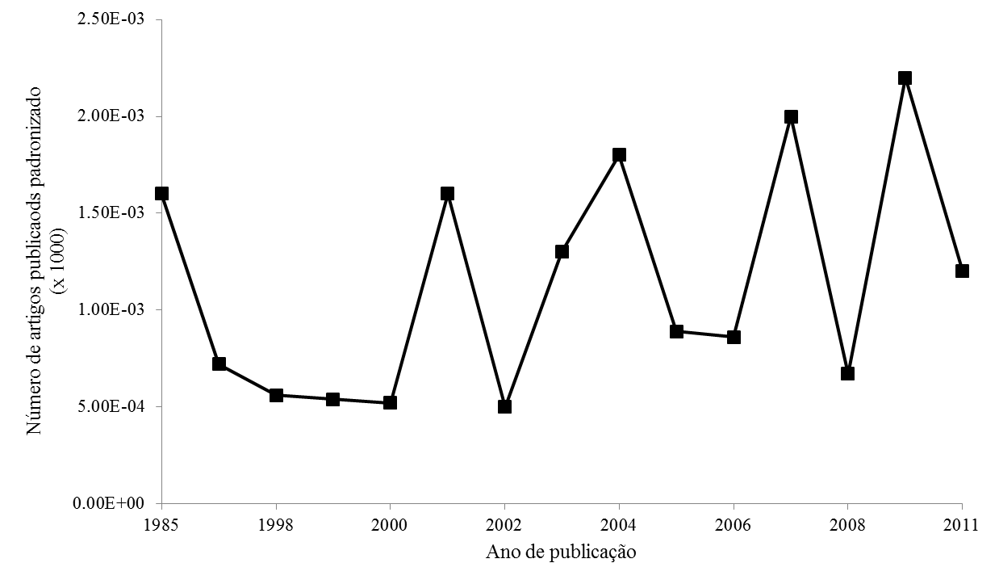 2.50E-03
2.00E-03
1.50E-03
1.00E-03
5.00E-04
0.00E+00
Número de artigos publicaods padronizado
(x 1000)
1985 1998 2000 2002 2004 2006 2008 2011
Ano de publicação